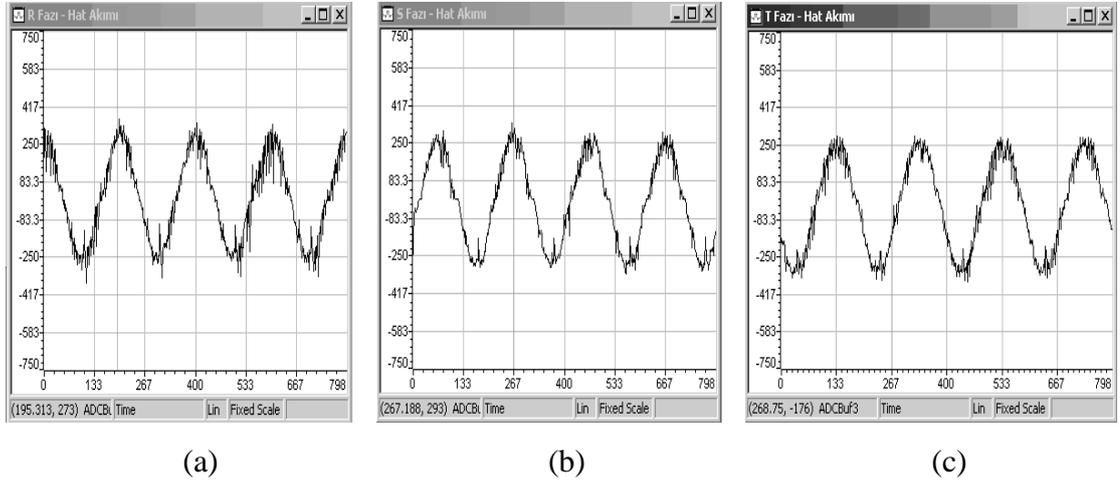 R Fazı - Hat Akımı
750
583
417
250
83.3
-83.3
-250
-417
-583
-750
0 133 267 400 533 667 798
(195.313, 273) ADCBu Time Lin Fixed Scale
(a)
S Fazı - Hat Akımı
750
583
417
250
83.3
-83.3
-250
-417
-583
-750
0 133 267 400 533 667 798
(267.188, 293) ADCBu Time Lin Fixed Scale
(b)
T Fazı - Hat Akımı
750
583
417
250
83.3
-83.3
-250
-417
-583
-750
0 133 267 400 533 667 798
(268.75, -176) ADCBuf3 Time Lin Fixed Scale
(c)